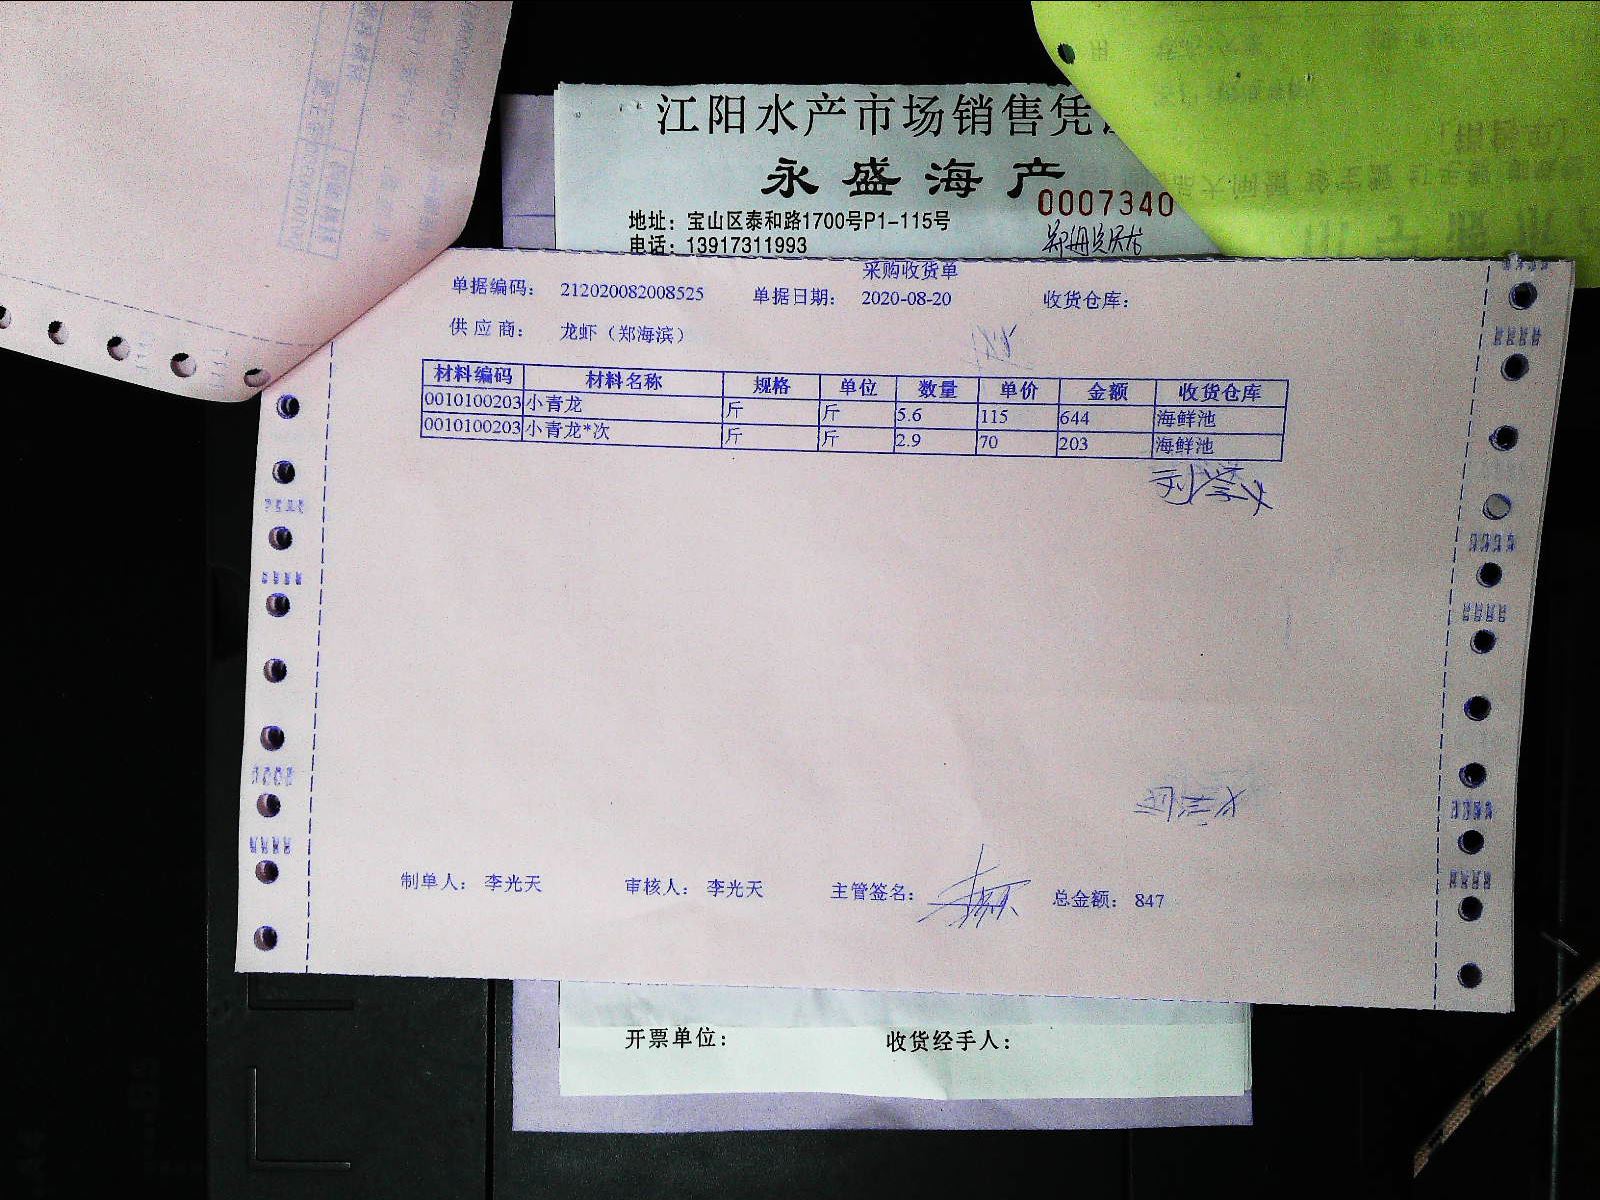 江阳水产市场销售凭
永盛海产
0007340
地址：宝山区泰和路1700号P1-115号
电话：13917311993
采购收货单
单据编码： 212020082008525 单据日期： 2020-08-20 收货仓库：
供应商： 龙虾（郑海滨）
材料编码 材料名称 规格 单位 数量 单价 金额 收货仓库
0010100203 小青龙 斤 斤 5.6 115 644 海鲜池
0010100203 小青龙*次 斤 斤 2.9 70 203 海鲜池
制单人： 李光天 审核人： 李光天 主管签名： 总金额： 847
开票单位： 收货经手人：